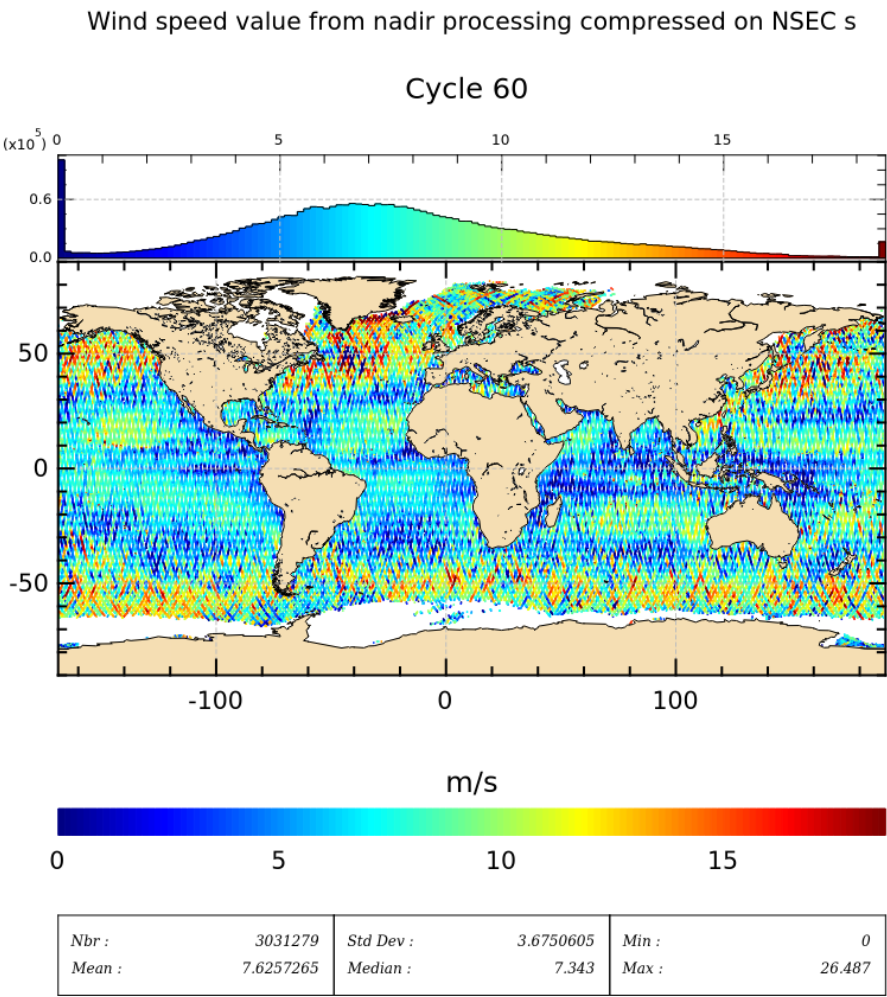 Wind speed value from nadir processing compressed on NSEC s
Cycle 60
(x10^5) 0 5 10 15
0.6
0.0
50
0
-50
-100 0 100
m/s
0 5 10 15
Nbr : 3031279 Std Dev : 3.6750605 Min : 0
Mean : 7.6257265 Median : 7.343 Max : 26.487